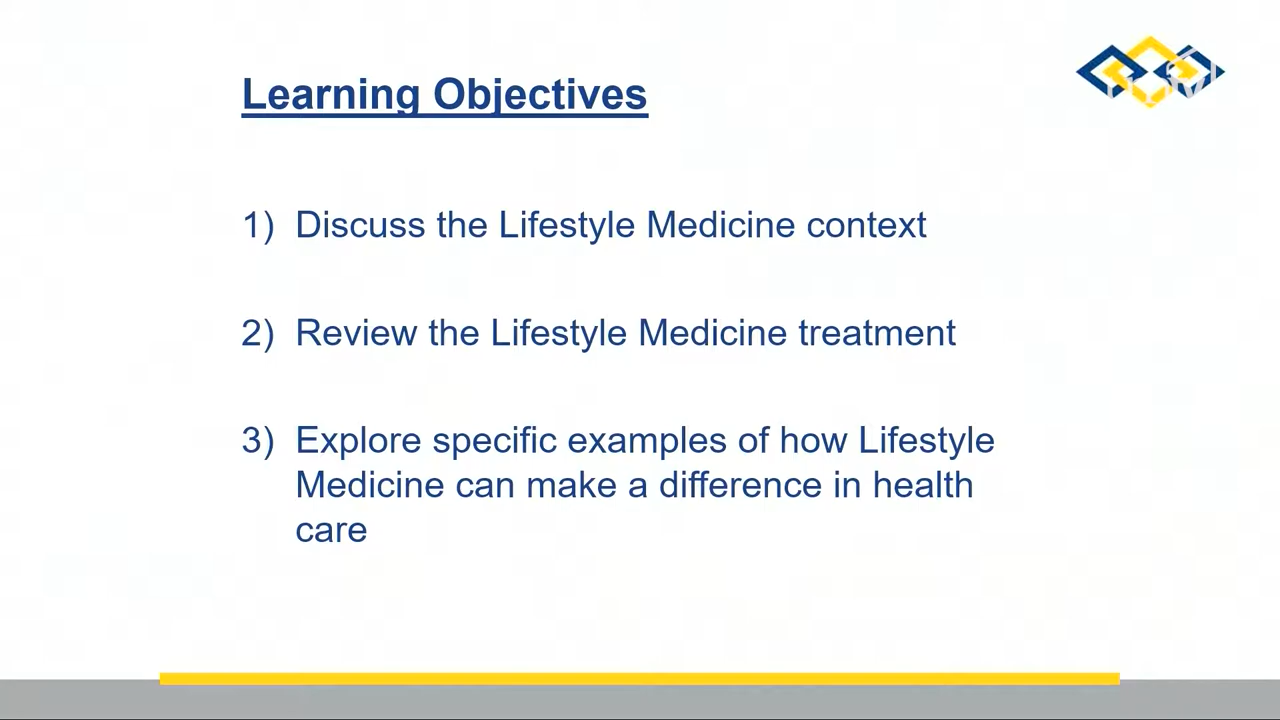 Learning Objectives
1) Discuss the Lifestyle Medicine context
2) Review the Lifestyle Medicine treatment
3) Explore specific examples of how Lifestyle
Medicine can make a difference in health
care